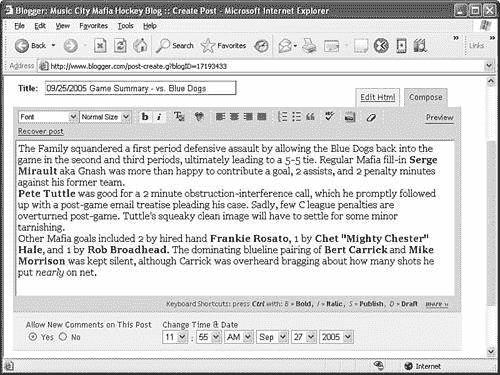 Blogger: Music City Mafia Hockey Blog :: Create Post - Microsoft Internet Explorer
File Edit View Favorites Tools Help
Back Search Favorites Links
Address http://www.blogger.com/post-create.g?blogID=17193433
Title: 09/25/2005 Game Summary - vs. Blue Dogs
Edit Html Compose
Font Normal Size b i Preview
Recover post
The Family squandered a first period defensive assault by allowing the Blue Dogs back into the
game in the second and third periods, ultimately leading to a 5-5 tie. Regular Mafia fill-in Serge
Mirault aka Gnash was more than happy to contribute a goal, 2 assists, and 2 penalty minutes
against his former team.
Pete Tuttle was good for a 2 minute obstruction-interference call, which he promptly followed
up with a post-game email treatise pleading his case. Sadly, few C league penalties are
overturned post-game. Tuttle's squeaky clean image will have to settle for some minor
tarnishing.
Other Mafia goals included 2 by hired hand Frankie Rosato, 1 by Chet "Mighty Chester"
Hale, and 1 by Rob Broadhead. The dominating blueline pairing of Bert Carrick and Mike
Morrison was kept silent, although Carrick was overheard bragging about how many shots he
put nearly on net.
Keyboard Shortcuts: press Ctrl with: B = Bold, I = Italic, S = Publish, D = Draft more »
Allow New Comments on This Post Change Time & Date
Yes No 11 : 55 AM Sep 27 2005
Internet